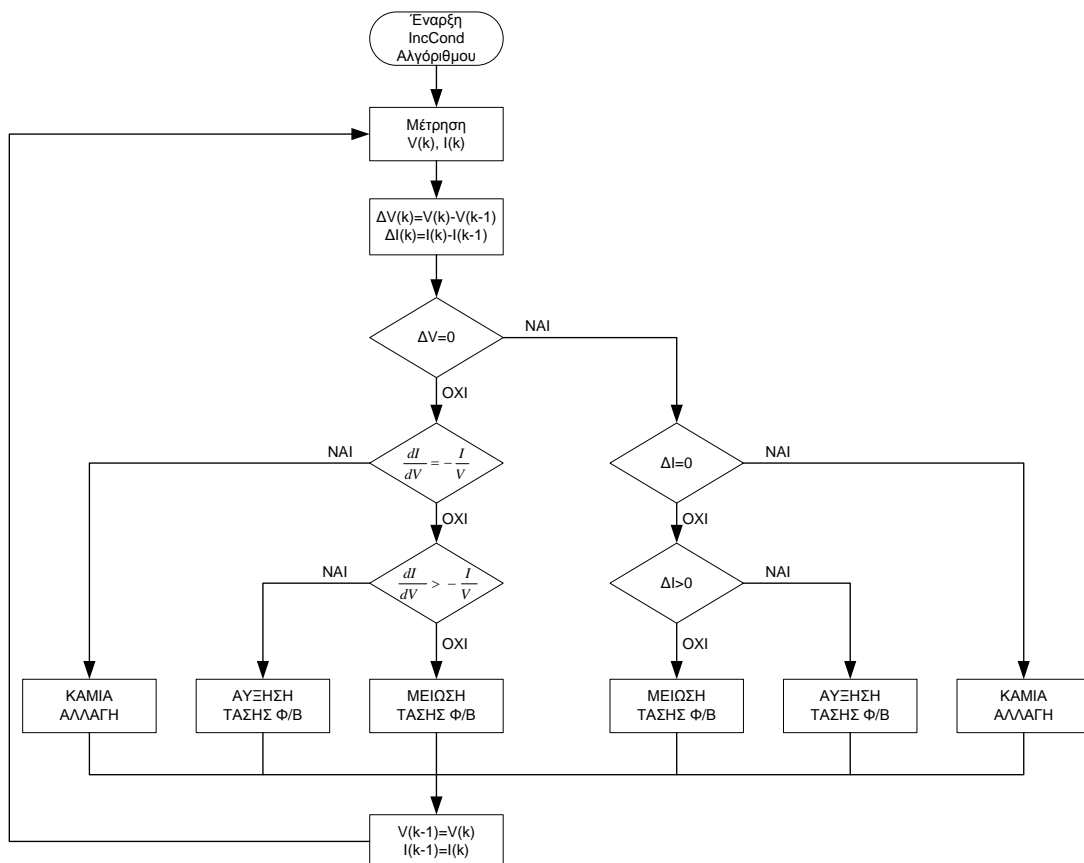 Έναρξη
IncCond
Αλγόριθμου
Μέτρηση
V(k), I(k)
ΔV(k)=V(k)-V(k-1)
ΔI(k)=I(k)-I(k-1)
ΔV=0
ΝΑΙ
ΟΧΙ
ΝΑΙ
dI/dV = - I/V
ΔΙ=0
ΝΑΙ
ΟΧΙ
ΟΧΙ
ΝΑΙ
dI/dV > - I/V
ΔΙ>0
ΝΑΙ
ΟΧΙ
ΟΧΙ
ΚΑΜΙΑ
ΑΛΛΑΓΗ
ΑΥΞΗΣΗ
ΤΑΣΗΣ Φ/Β
ΜΕΙΩΣΗ
ΤΑΣΗΣ Φ/Β
ΜΕΙΩΣΗ
ΤΑΣΗΣ Φ/Β
ΑΥΞΗΣΗ
ΤΑΣΗΣ Φ/Β
ΚΑΜΙΑ
ΑΛΛΑΓΗ
V(k-1)=V(k)
I(k-1)=I(k)